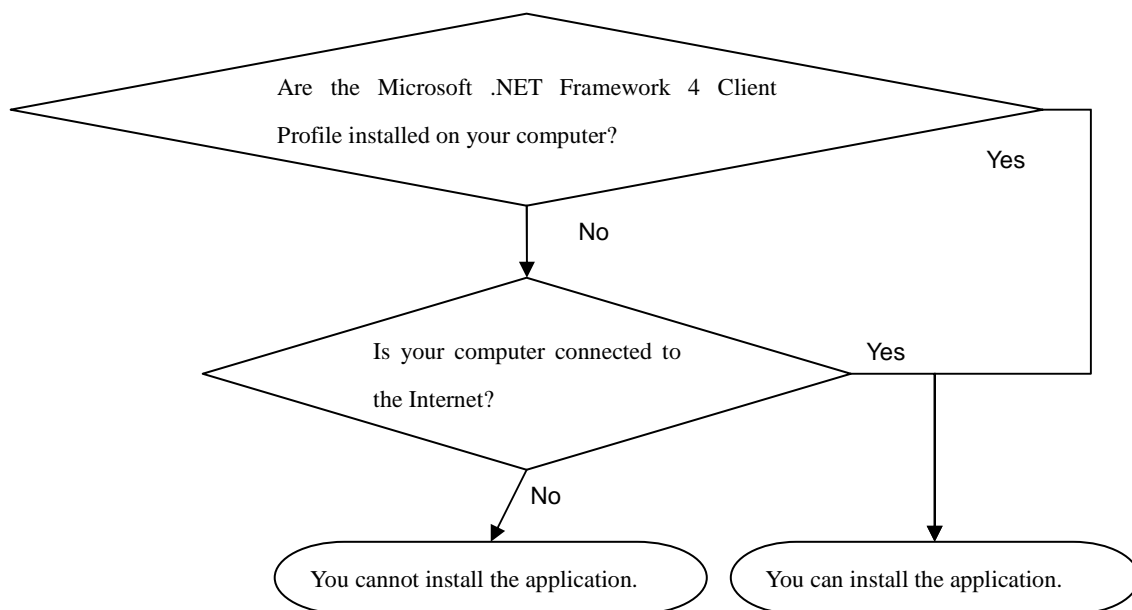 Are the Microsoft .NET Framework 4 Client
Profile installed on your computer?
Yes
No
Is your computer connected to
the Internet?
Yes
No
You cannot install the application.
You can install the application.